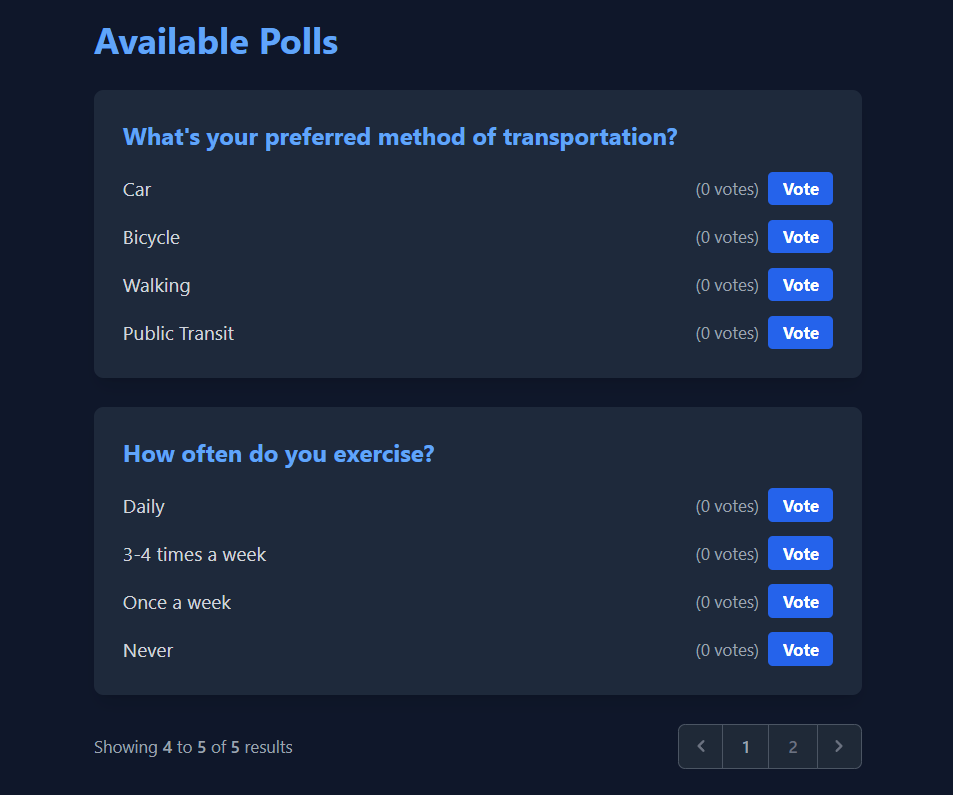 Available Polls
What's your preferred method of transportation?
Car (0 votes) Vote
Bicycle (0 votes) Vote
Walking (0 votes) Vote
Public Transit (0 votes) Vote
How often do you exercise?
Daily (0 votes) Vote
3-4 times a week (0 votes) Vote
Once a week (0 votes) Vote
Never (0 votes) Vote
Showing 4 to 5 of 5 results 1 2